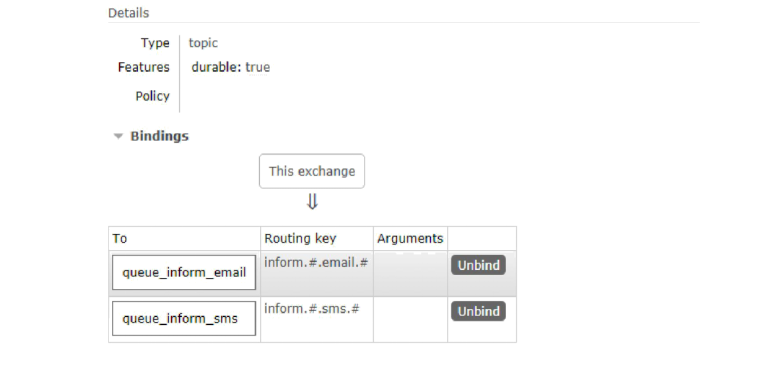 Details
Type topic
Features durable: true
Policy
Bindings
This exchange
To Routing key Arguments
queue_inform_email inform.#.email.# Unbind
queue_inform_sms inform.#.sms.# Unbind